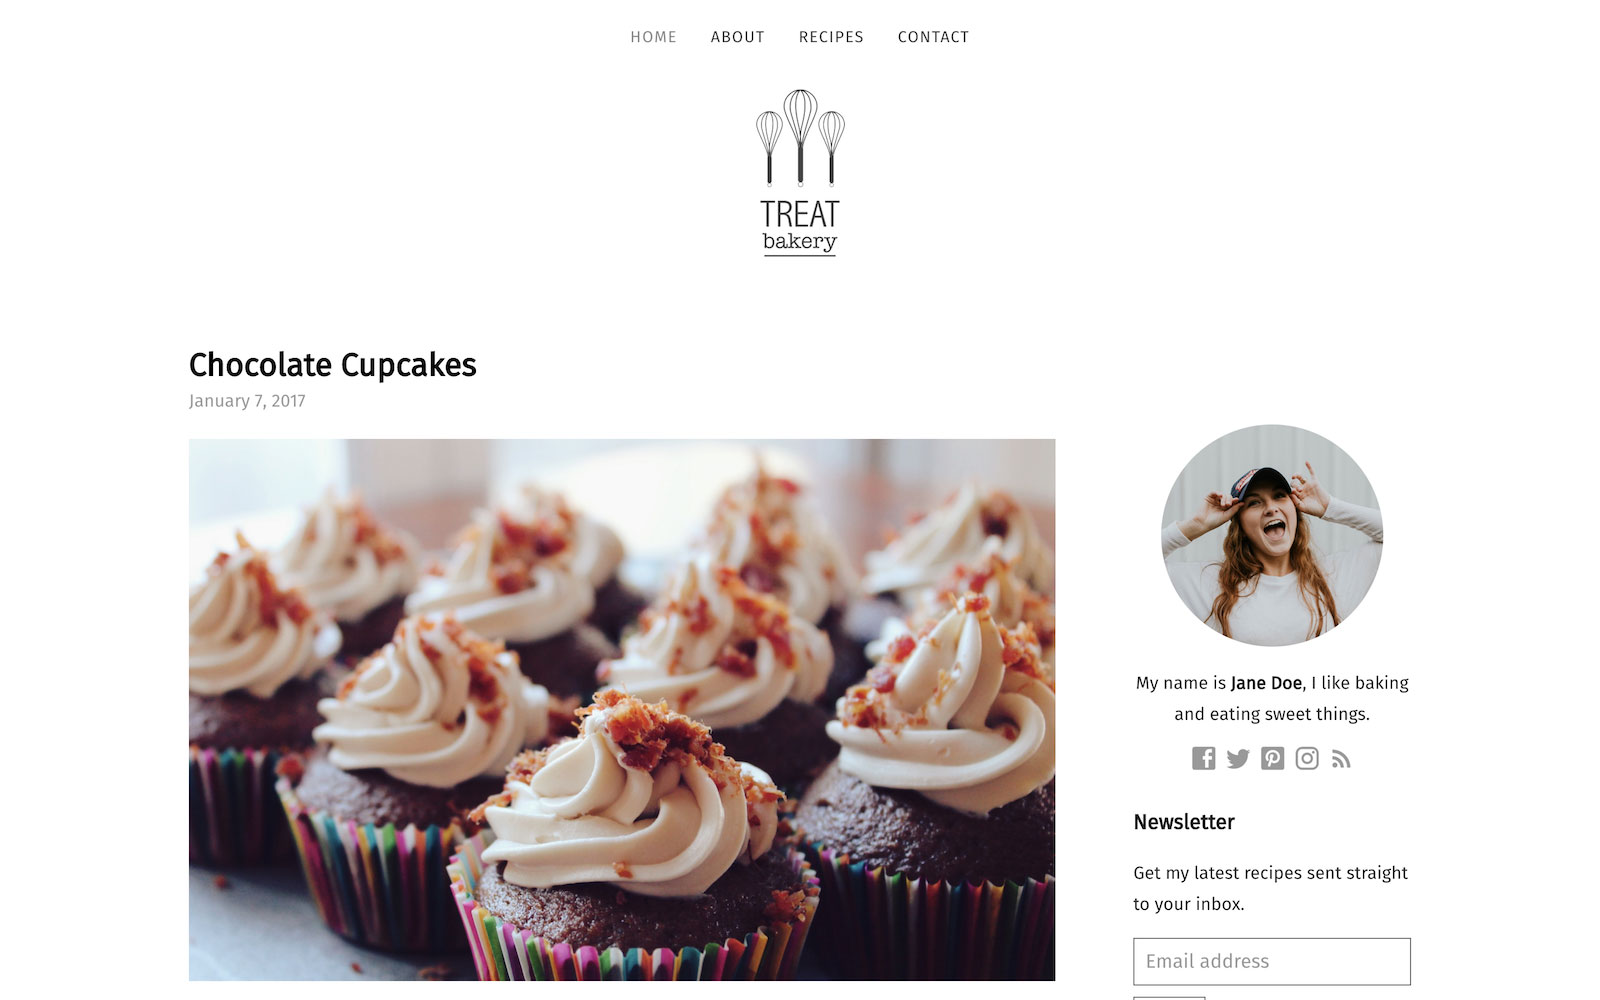 HOME ABOUT RECIPES CONTACT
TREAT
bakery
Chocolate Cupcakes
January 7, 2017
My name is Jane Doe, I like baking
and eating sweet things.
Newsletter
Get my latest recipes sent straight
to your inbox.
Email address